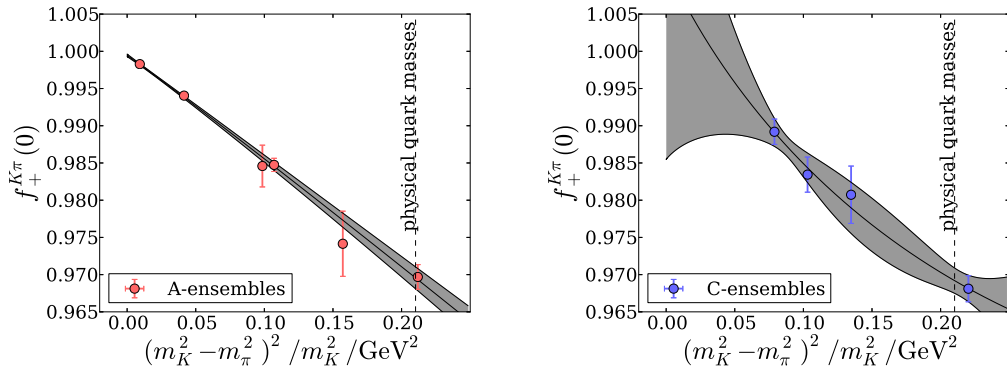 1.005
1.000
0.995
0.990
0.985
0.980
0.975
0.970
0.965
f_+^{Kπ}(0)
physical quark masses
A-ensembles
0.00 0.05 0.10 0.15 0.20
(m_K^2 − m_π^2)^2 /m_K^2 /GeV^2
1.005
1.000
0.995
0.990
0.985
0.980
0.975
0.970
0.965
f_+^{Kπ}(0)
physical quark masses
C-ensembles
0.00 0.05 0.10 0.15 0.20
(m_K^2 − m_π^2)^2 /m_K^2 /GeV^2